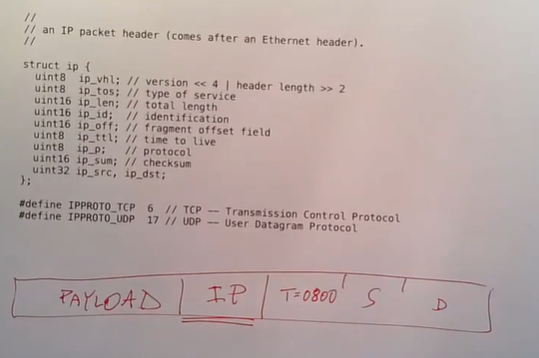 //
// an IP packet header (comes after an Ethernet header).
//
struct ip {
uint8 ip_vhl; // version << 4 | header length >> 2
uint8 ip_tos; // type of service
uint16 ip_len; // total length
uint16 ip_id; // identification
uint16 ip_off; // fragment offset field
uint8 ip_ttl; // time to live
uint8 ip_p; // protocol
uint16 ip_sum; // checksum
uint32 ip_src, ip_dst;
};
#define IPPROTO_TCP 6 // TCP -- Transmission Control Protocol
#define IPPROTO_UDP 17 // UDP -- User Datagram Protocol
PAYLOAD IP T=0800 S D